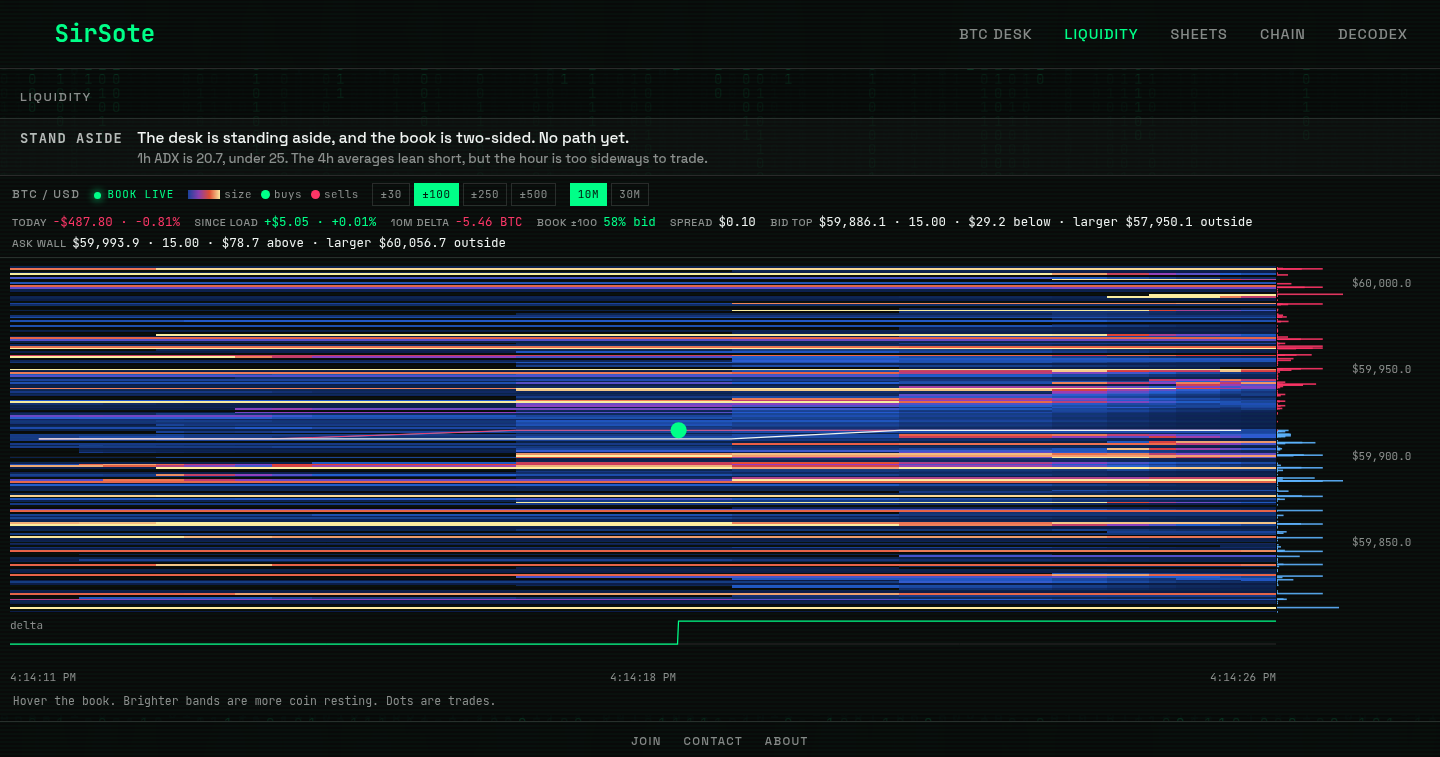 SirSote
BTC DESK LIQUIDITY SHEETS CHAIN DECODEX
LIQUIDITY
STAND ASIDE The desk is standing aside, and the book is two-sided. No path yet.
1h ADX is 20.7, under 25. The 4h averages lean short, but the hour is too sideways to trade.
BTC / USD BOOK LIVE size buys sells ±30 ±100 ±250 ±500 10M 30M
TODAY -$487.80 · -0.81% SINCE LOAD +$5.05 · +0.01% 10M DELTA -5.46 BTC BOOK ±100 58% bid SPREAD $0.10 BID TOP $59,886.1 · 15.00 · $29.2 below · larger $57,950.1 outside
ASK WALL $59,993.9 · 15.00 · $78.7 above · larger $60,056.7 outside
$60,000.0
$59,950.0
$59,900.0
$59,850.0
delta
4:14:11 PM 4:14:18 PM 4:14:26 PM
Hover the book. Brighter bands are more coin resting. Dots are trades.
JOIN CONTACT ABOUT